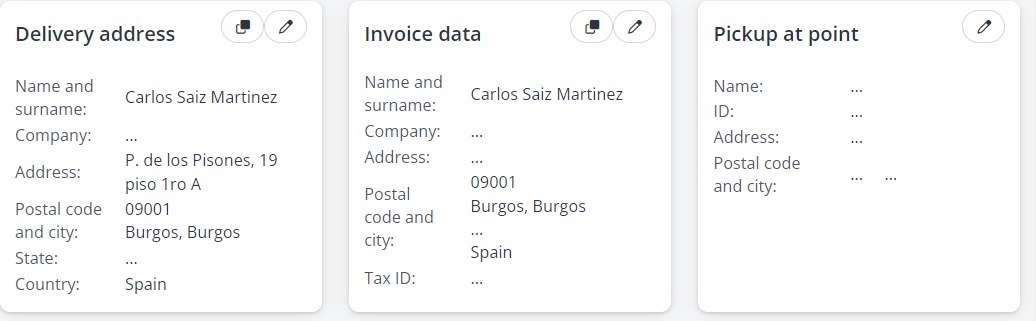 Delivery address
Name and
surname:
Carlos Saiz Martinez
Company:
...
Address:
P. de los Pisones, 19
piso 1ro A
Postal code
and city:
09001
Burgos, Burgos
State:
...
Country:
Spain
Invoice data
Name and
surname:
Carlos Saiz Martinez
Company:
...
Address:
...
Postal
code and
city:
09001
Burgos, Burgos
...
Spain
Tax ID:
...
Pickup at point
Name:
...
ID:
...
Address:
...
Postal code
and city:
... ...